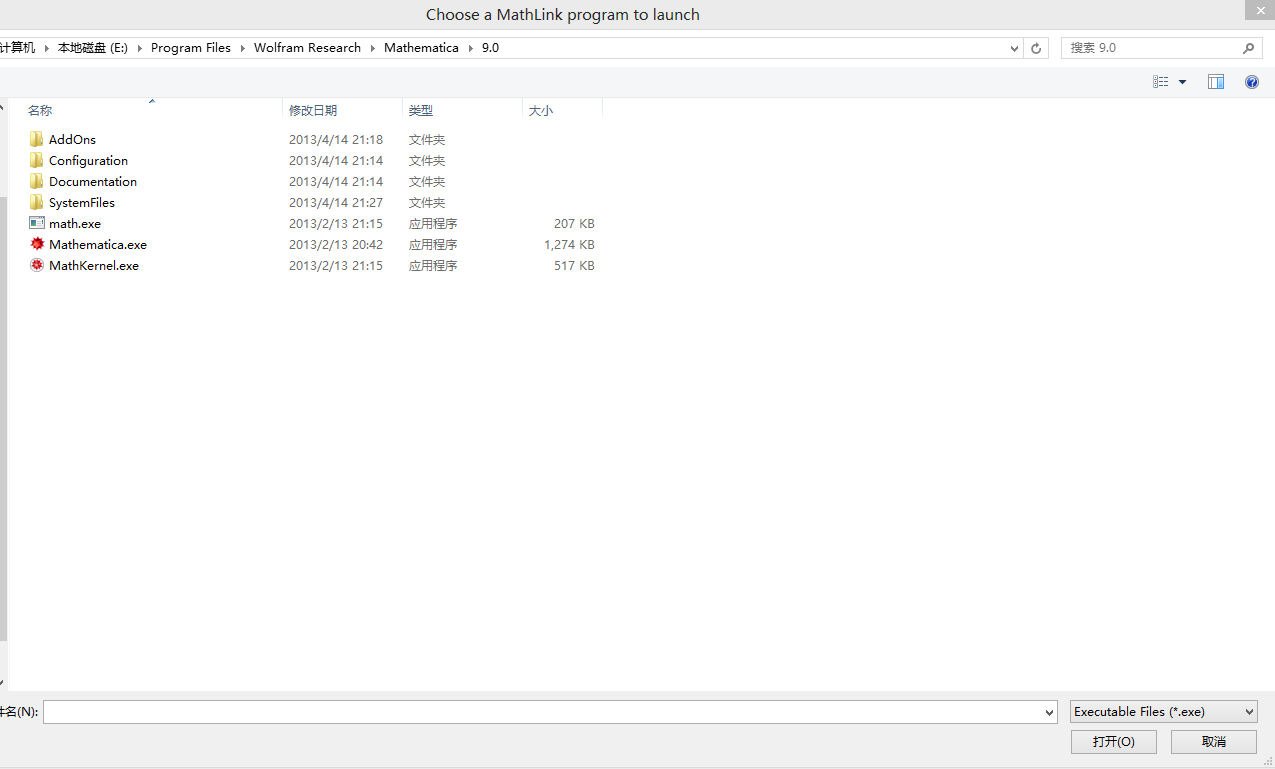 Choose a MathLink program to launch
计算机 本地磁盘 (E:) Program Files Wolfram Research Mathematica 9.0 搜索 9.0
名称 修改日期 类型 大小
AddOns 2013/4/14 21:18 文件夹
Configuration 2013/4/14 21:14 文件夹
Documentation 2013/4/14 21:14 文件夹
SystemFiles 2013/4/14 21:27 文件夹
math.exe 2013/2/13 21:15 应用程序 207 KB
Mathematica.exe 2013/2/13 20:42 应用程序 1,274 KB
MathKernel.exe 2013/2/13 21:15 应用程序 517 KB
件名(N): Executable Files (*.exe)
打开(O) 取消